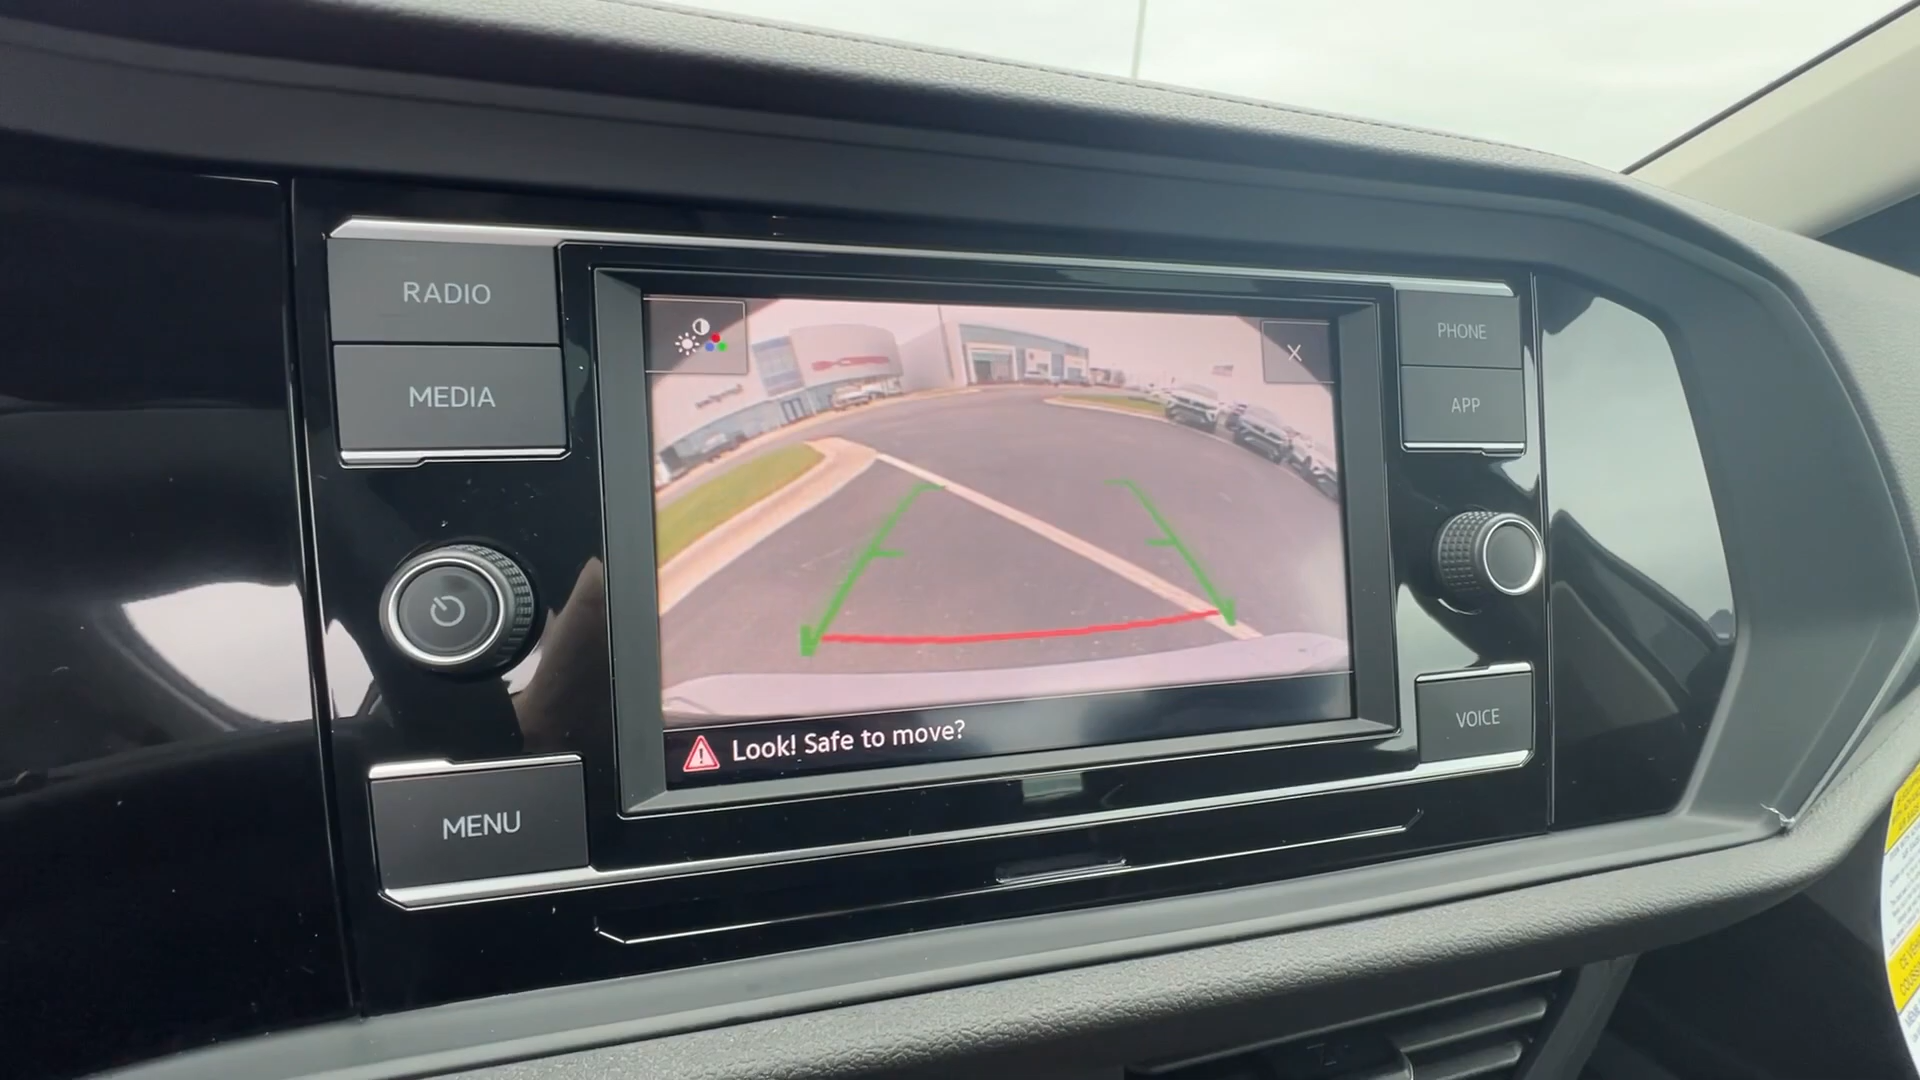 RADIO
MEDIA
MENU
PHONE
APP
VOICE
X
Look! Safe to move?